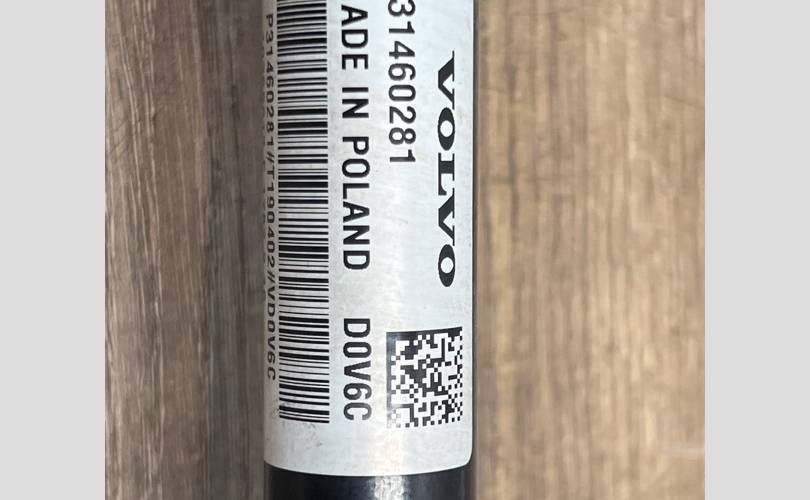 VOLVO
31460281
ADE IN POLAND D0V6C
P31460281#T190402#VD0V6C